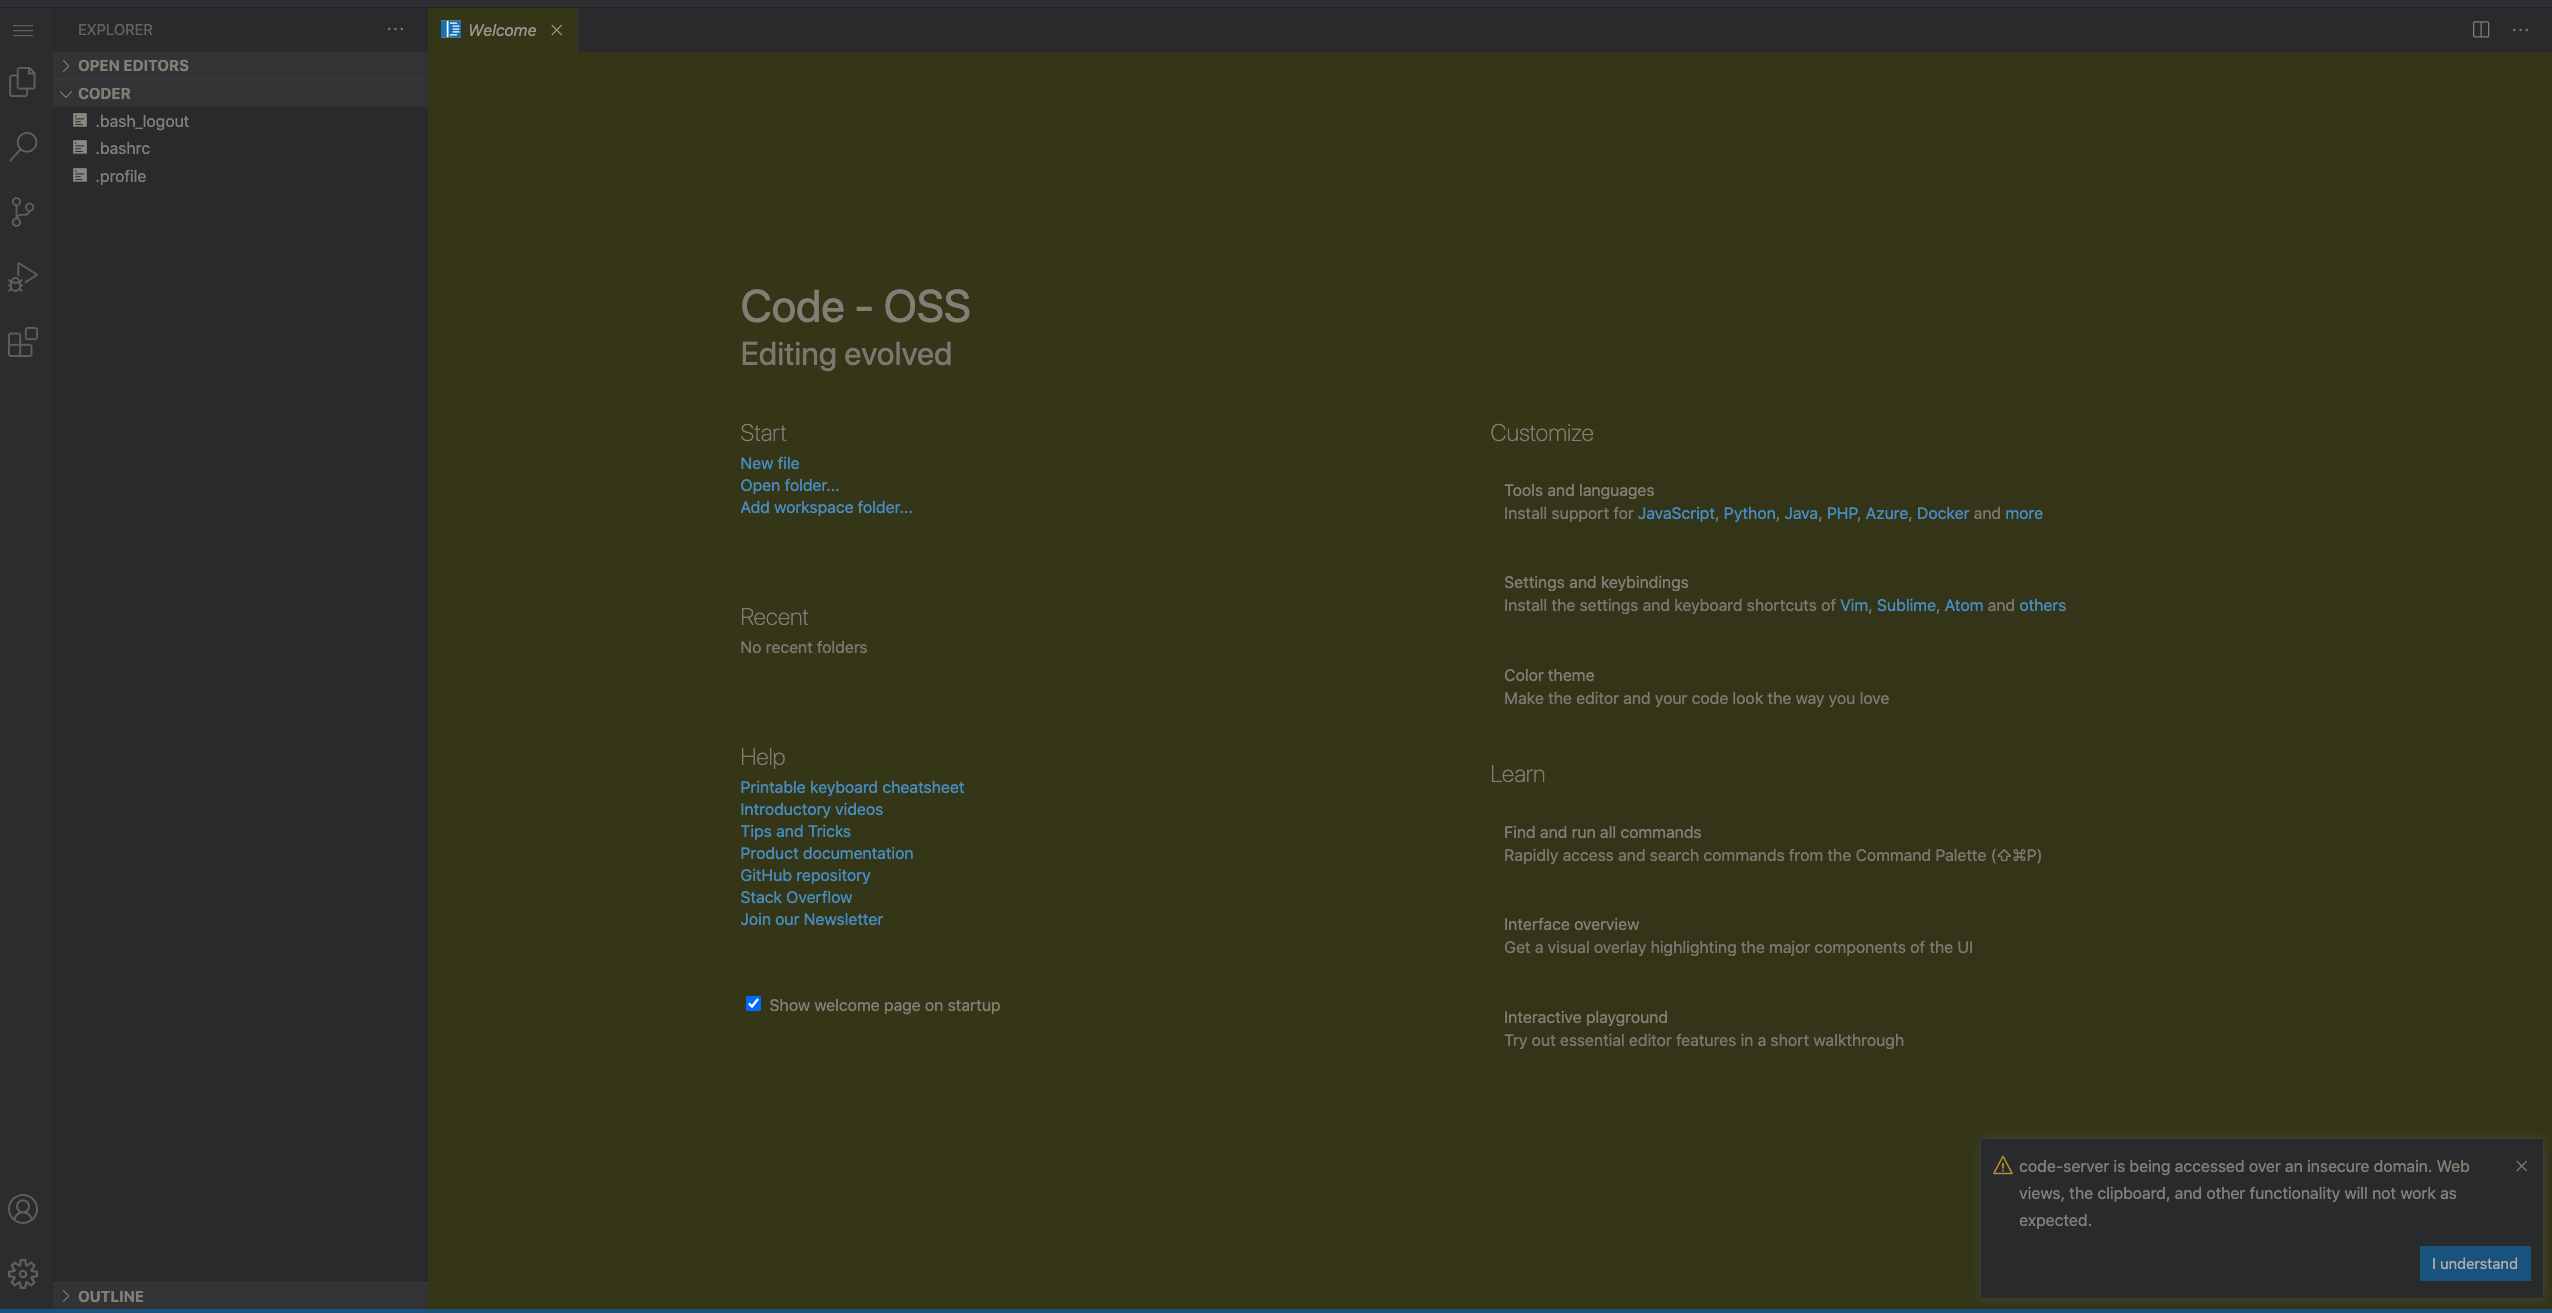 EXPLORER
OPEN EDITORS
CODER
.bash_logout
.bashrc
.profile
OUTLINE
Welcome
Code - OSS
Editing evolved
Start
New file
Open folder...
Add workspace folder...
Recent
No recent folders
Help
Printable keyboard cheatsheet
Introductory videos
Tips and Tricks
Product documentation
GitHub repository
Stack Overflow
Join our Newsletter
Show welcome page on startup
Customize
Tools and languages
Install support for JavaScript, Python, Java, PHP, Azure, Docker and more
Settings and keybindings
Install the settings and keyboard shortcuts of Vim, Sublime, Atom and others
Color theme
Make the editor and your code look the way you love
Learn
Find and run all commands
Rapidly access and search commands from the Command Palette (⇧⌘P)
Interface overview
Get a visual overlay highlighting the major components of the UI
Interactive playground
Try out essential editor features in a short walkthrough
code-server is being accessed over an insecure domain. Web
views, the clipboard, and other functionality will not work as
expected.
I understand